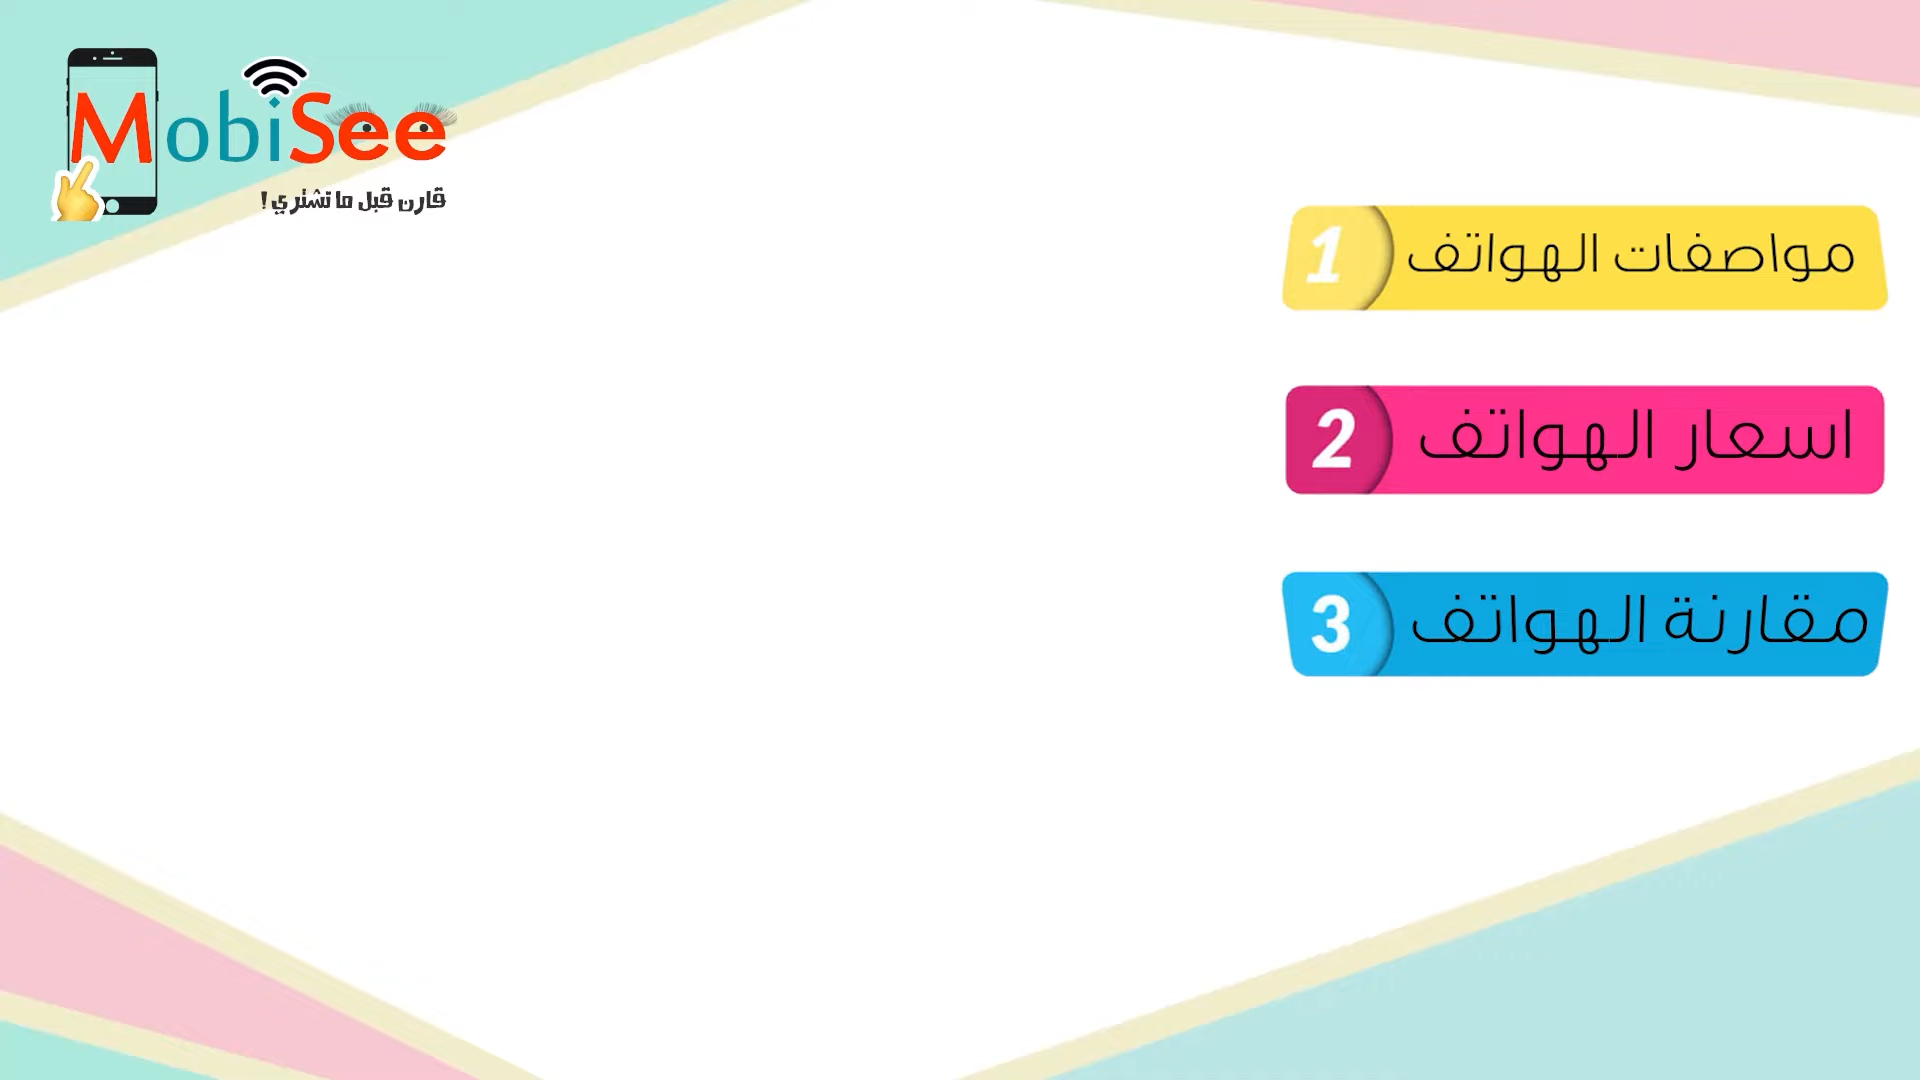 MobiSee
قارن قبل ما تشتري !
1 مواصفات الهواتف
2 اسعار الهواتف
3 مقارنة الهواتف